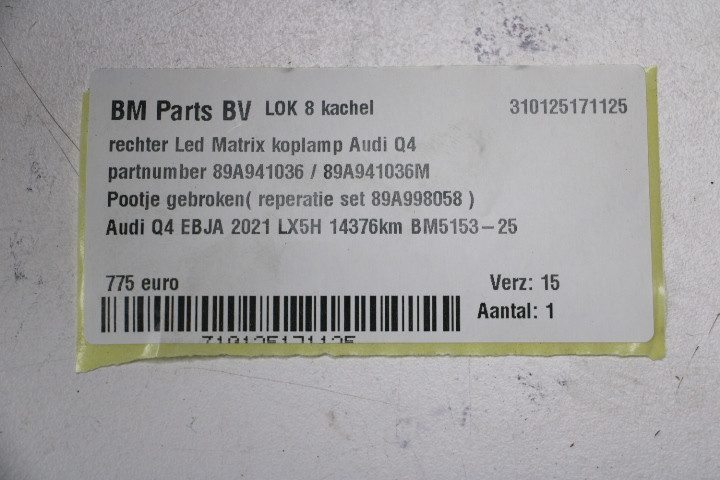 BM Parts BV LOK 8 kachel 310125171125
rechter Led Matrix koplamp Audi Q4
partnumber 89A941036 / 89A941036M
Pootje gebroken( reperatie set 89A998058 )
Audi Q4 EBJA 2021 LX5H 14376km BM5153-25
775 euro Verz: 15
Aantal: 1
310125171125